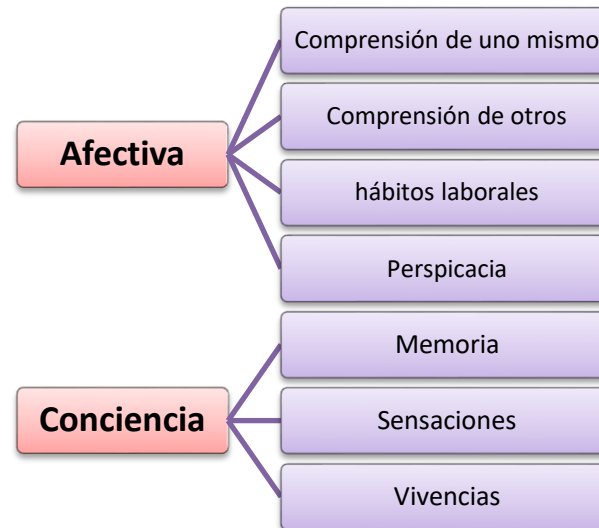 Afectiva
Comprensión de uno mismo
Comprensión de otros
hábitos laborales
Perspicacia
Conciencia
Memoria
Sensaciones
Vivencias